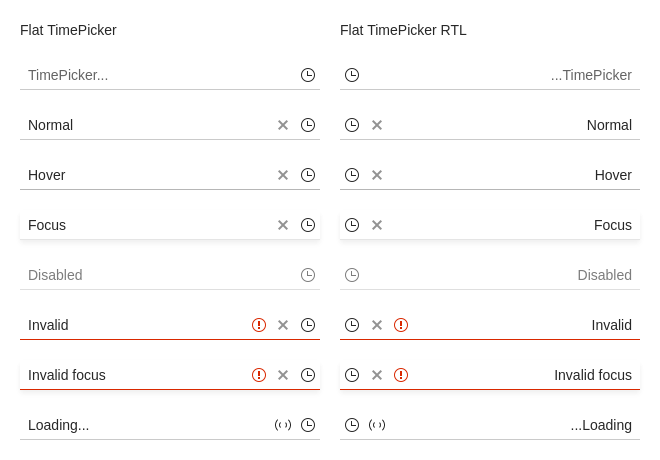 Flat TimePicker
TimePicker...
Normal
Hover
Focus
Disabled
Invalid
Invalid focus
Loading...
Flat TimePicker RTL
...TimePicker
Normal
Hover
Focus
Disabled
Invalid
Invalid focus
...Loading